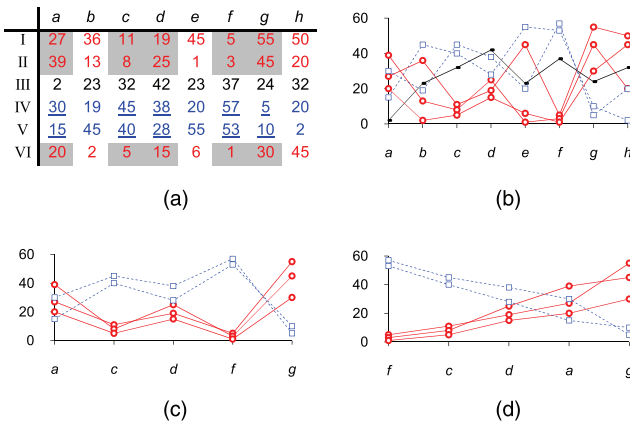 a b c d e f g h
I 27 36 11 19 45 5 55 50
II 39 13 8 25 1 3 45 20
III 2 23 32 42 23 37 24 32
IV 30 19 45 38 20 57 5 20
V 15 45 40 28 55 53 10 2
VI 20 2 5 15 6 1 30 45
(a)
60
40
20
0
a b c d e f g h
(b)
60
40
20
0
a c d f g
(c)
60
40
20
0
f c d a g
(d)